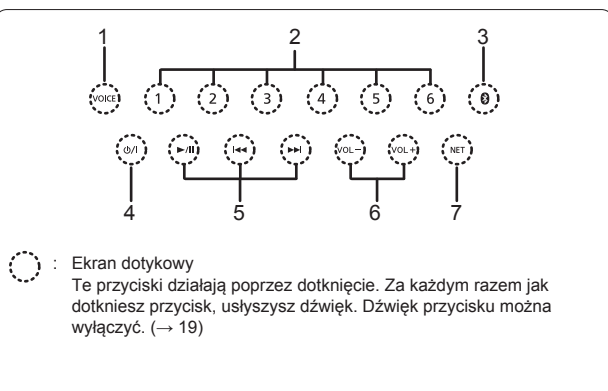 1 2 3
VOICE 1 2 3 4 5 6
⏻/I ►/II I◄◄ ►►I VOL− VOL+ NET
4 5 6 7
: Ekran dotykowy
Te przyciski działają poprzez dotknięcie. Za każdym razem jak
dotkniesz przycisk, usłyszysz dźwięk. Dźwięk przycisku można
wyłączyć. (→ 19)